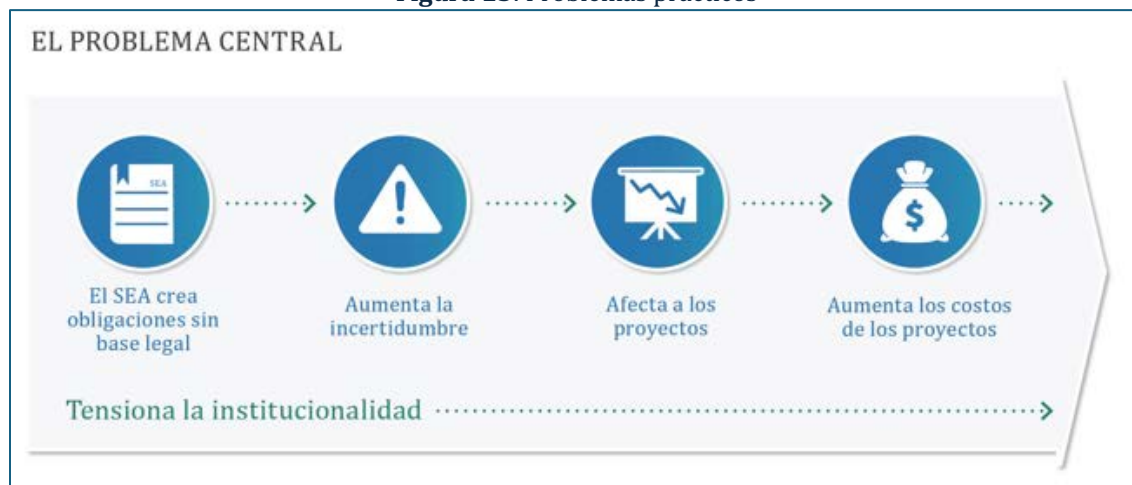 EL PROBLEMA CENTRAL
SEA
$
El SEA crea
obligaciones sin
base legal
Aumenta la
incertidumbre
Afecta a los
proyectos
Aumenta los costos
de los proyectos
Tensiona la institucionalidad